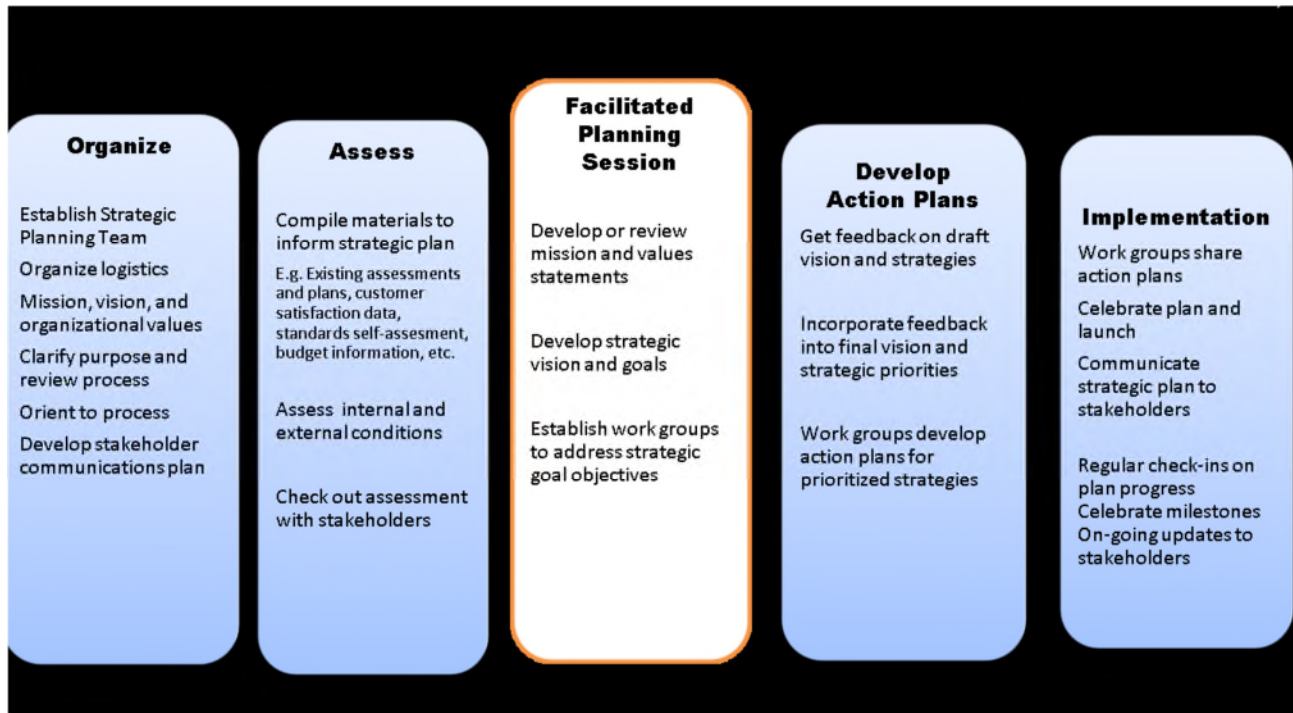 Organize
Establish Strategic
Planning Team
Organize logistics
Mission, vision, and
organizational values
Clarify purpose and
review process
Orient to process
Develop stakeholder
communications plan
Assess
Compile materials to
inform strategic plan
E.g. Existing assessments
and plans, customer
satisfaction data,
standards self-assesment,
budget information, etc.
Assess internal and
external conditions
Check out assessment
with stakeholders
Facilitated
Planning
Session
Develop or review
mission and values
statements
Develop strategic
vision and goals
Establish work groups
to address strategic
goal objectives
Develop
Action Plans
Get feedback on draft
vision and strategies
Incorporate feedback
into final vision and
strategic priorities
Work groups develop
action plans for
prioritized strategies
Implementation
Work groups share
action plans
Celebrate plan and
launch
Communicate
strategic plan to
stakeholders
Regular check-ins on
plan progress
Celebrate milestones
On-going updates to
stakeholders